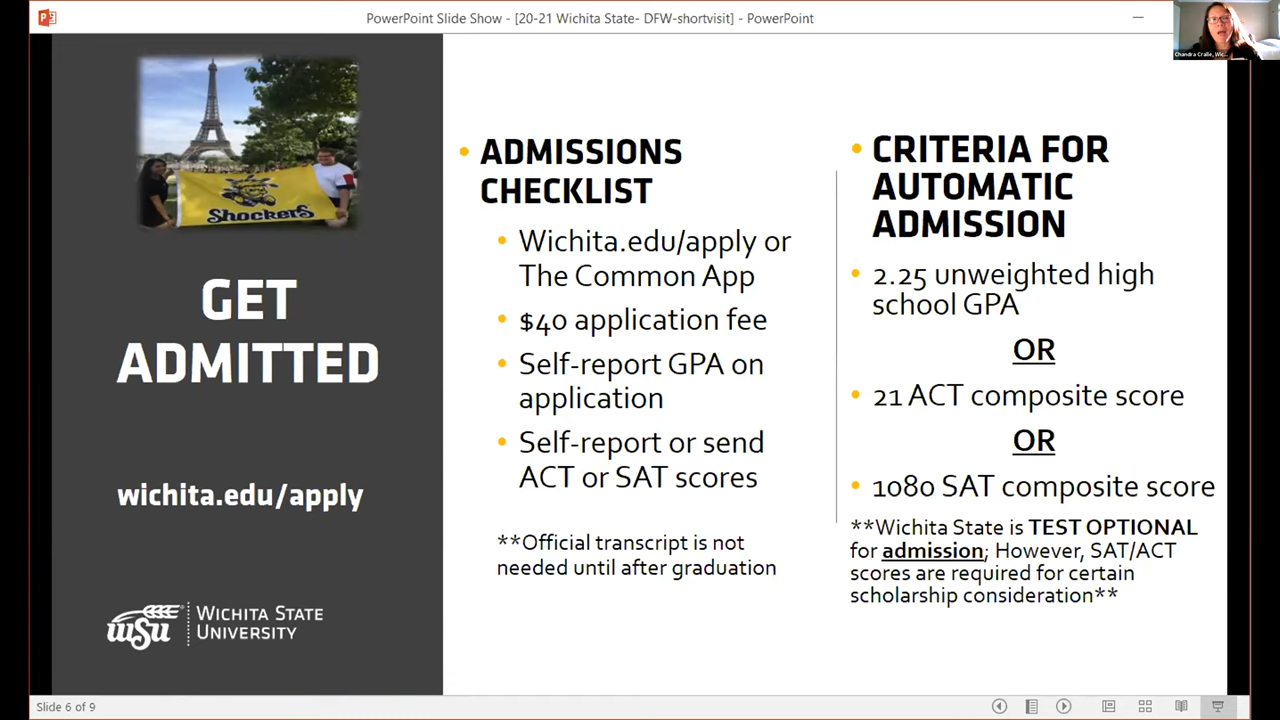 PowerPoint Slide Show - [20-21 Wichita State- DFW-shortvisit] - PowerPoint
Chandra Cralle, Wic...
Shockers
GET
ADMITTED
wichita.edu/apply
WSU
WICHITA STATE
UNIVERSITY
ADMISSIONS
CHECKLIST
Wichita.edu/apply or
The Common App
$40 application fee
Self-report GPA on
application
Self-report or send
ACT or SAT scores
**Official transcript is not
needed until after graduation
CRITERIA FOR
AUTOMATIC
ADMISSION
2.25 unweighted high
school GPA
OR
21 ACT composite score
OR
1080 SAT composite score
**Wichita State is TEST OPTIONAL
for admission; However, SAT/ACT
scores are required for certain
scholarship consideration**
Slide 6 of 9